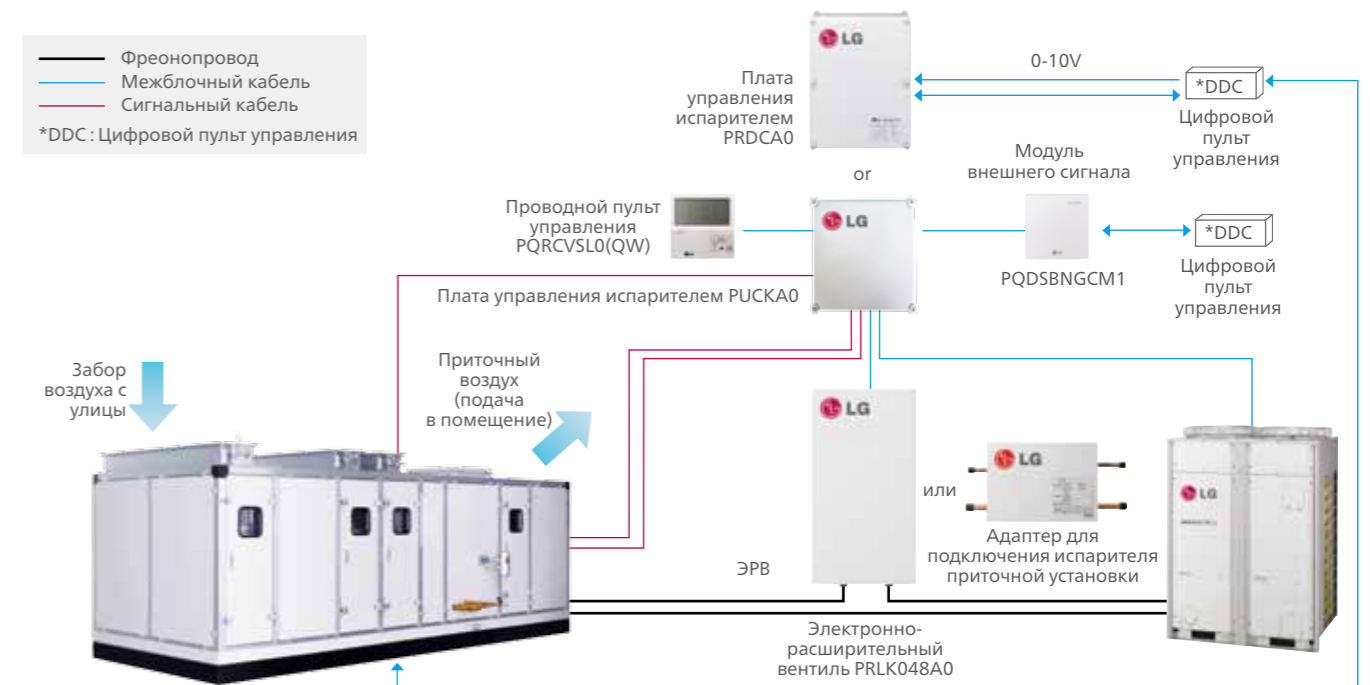 Фреонопровод
Межблочный кабель
Сигнальный кабель
*DDC : Цифровой пульт управления
LG
Плата
управления
испарителем
PRDCA0
0-10V
*DDC
Цифровой
пульт
управления
or
Модуль
внешнего сигнала
Проводной пульт
управления
PQRCVSL0(QW)
LG
*DDC
PQDSBNGCM1
Цифровой
пульт
управления
Плата управления испарителем PUCKA0
Забор
воздуха с
улицы
Приточный
воздух
(подача
в помещение)
LG
или
LG
LG
Адаптер для
подключения испарителя
приточной установки
ЭРВ
Электронно-
расширительный
вентиль PRLK048A0